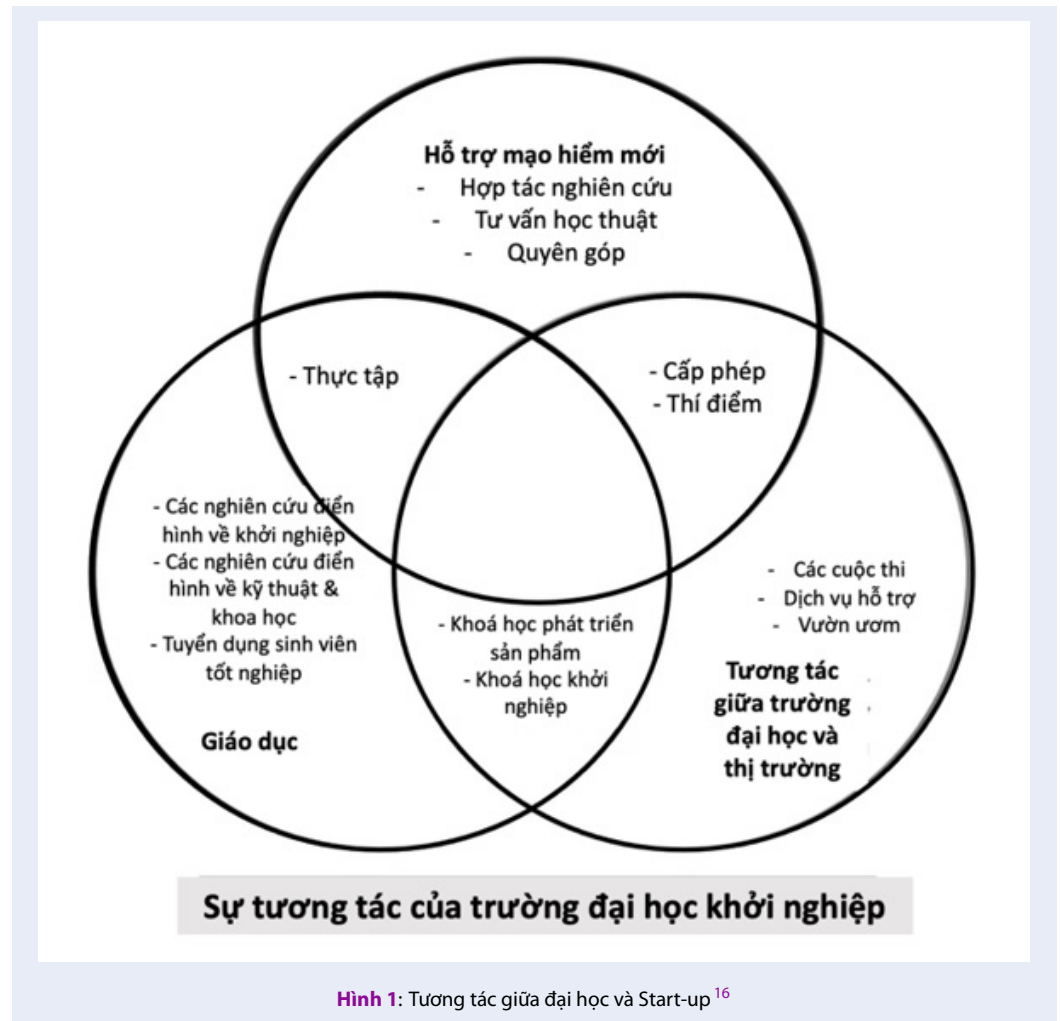 Hỗ trợ mạo hiểm mới
- Hợp tác nghiên cứu
- Tư vấn học thuật
- Quyên góp
- Thực tập
- Cấp phép
- Thí điểm
- Các nghiên cứu điển
hình về khởi nghiệp
- Các nghiên cứu điển
hình về kỹ thuật &
khoa học
- Tuyển dụng sinh viên
tốt nghiệp
Giáo dục
- Khoá học phát triển
sản phẩm
- Khoá học khởi
nghiệp
- Các cuộc thi
- Dịch vụ hỗ trợ
- Vườn ươm
Tương tác
giữa trường
đại học và
thị trường
Sự tương tác của trường đại học khởi nghiệp
Hình 1: Tương tác giữa đại học và Start-up 16